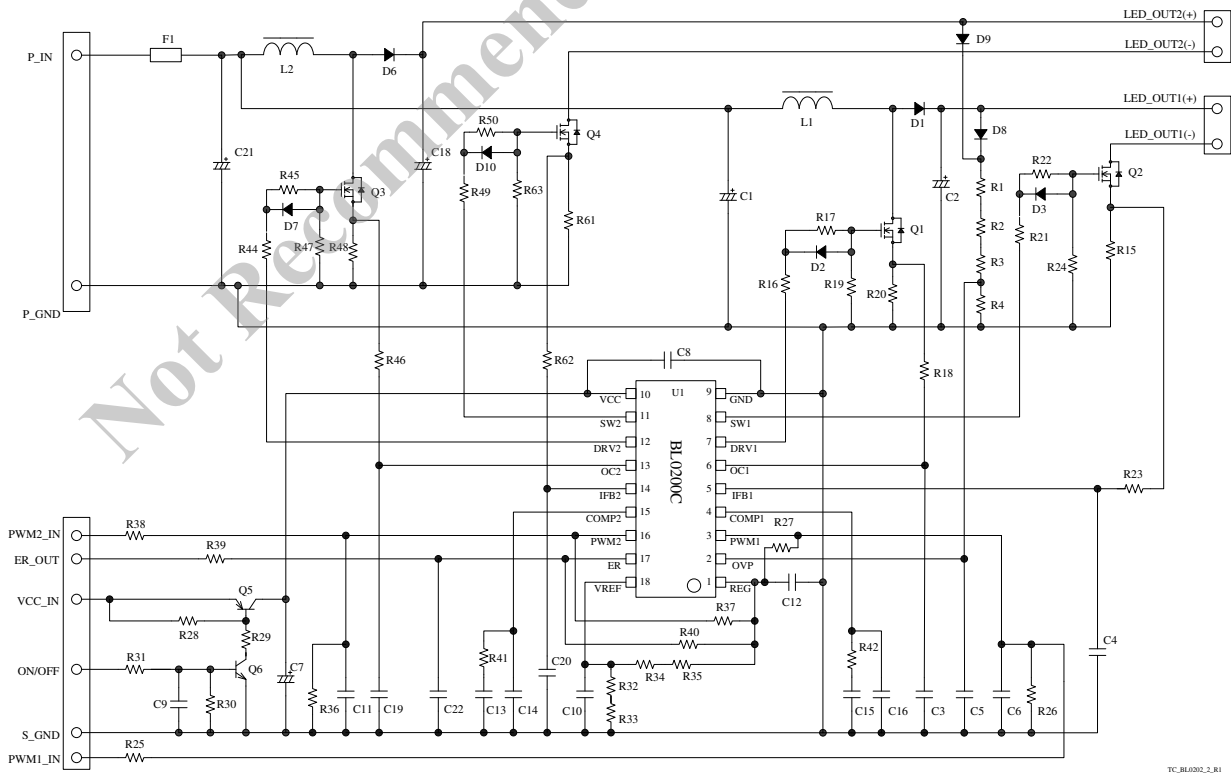 LED_OUT2(+)
F1
D9
P_IN
D6
LED_OUT2(-)
L2
L1
LED_OUT1(+)
D1
R50
Q4
D8
LED_OUT1(-)
C21
C18
D10
R22
Q2
R45
Q3
R49
R63
R1
D3
D7
C1
C2
R61
R17
Q1
R2
R21
R44
R47
R48
D2
R24
R15
R3
R16
R19
R20
R4
P_GND
Not Recommen
R46
R62
C8
R18
U1
VCC 10
9 GND
SW2 11
8 SW1
DRV2 12
7 DRV1
OC2 13
6 OC1
BL0200C
R23
IFB2 14
5 IFB1
COMP2 15
4 COMP1
R38
R27
PWM2_IN
PWM2 16
3 PWM1
ER_OUT
R39
ER 17
2 OVP
VREF 18
1 REG
C12
VCC_IN
Q5
R28
R29
R37
R40
C4
ON/OFF
R31
Q6
C7
R41
C20
R32
R34
R35
R42
C9
R30
R36
C11
C19
C22
C13
C14
C10
R33
C15
C16
C3
C5
C6
R26
S_GND
R25
PWM1_IN
TC_BL0202_2_R1